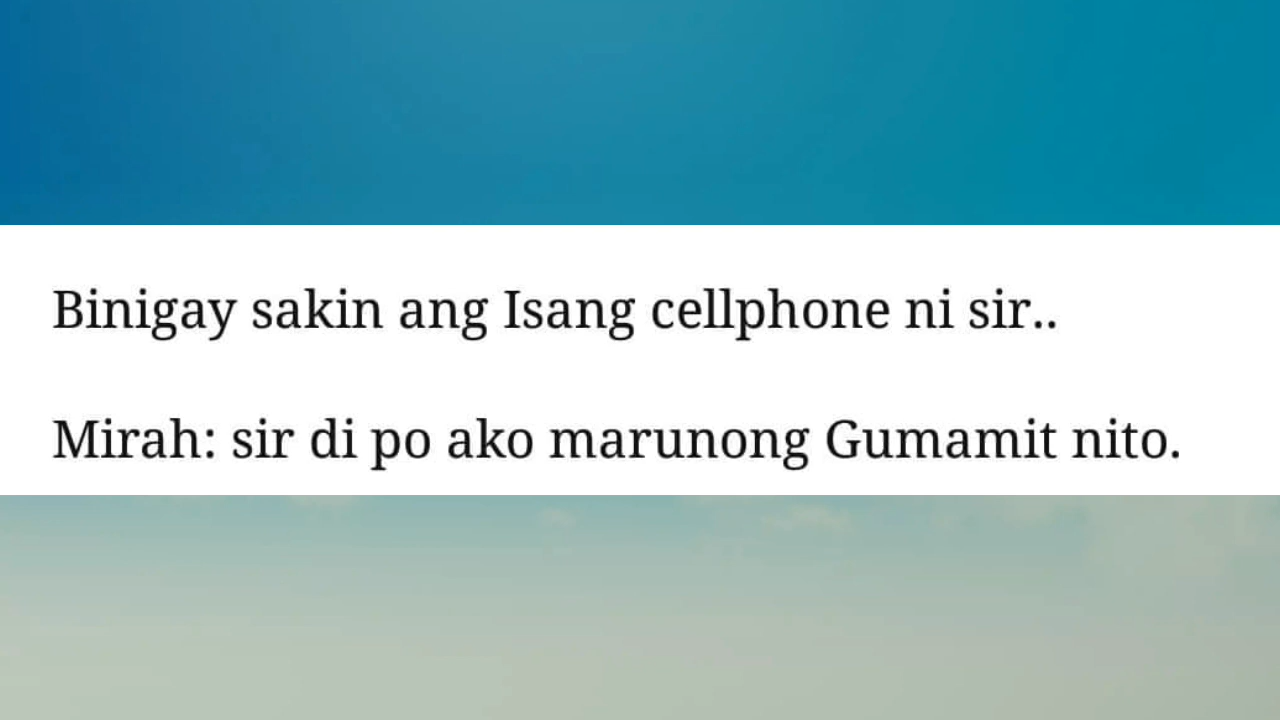 Binigay sakin ang Isang cellphone ni sir..
Mirah: sir di po ako marunong Gumamit nito.